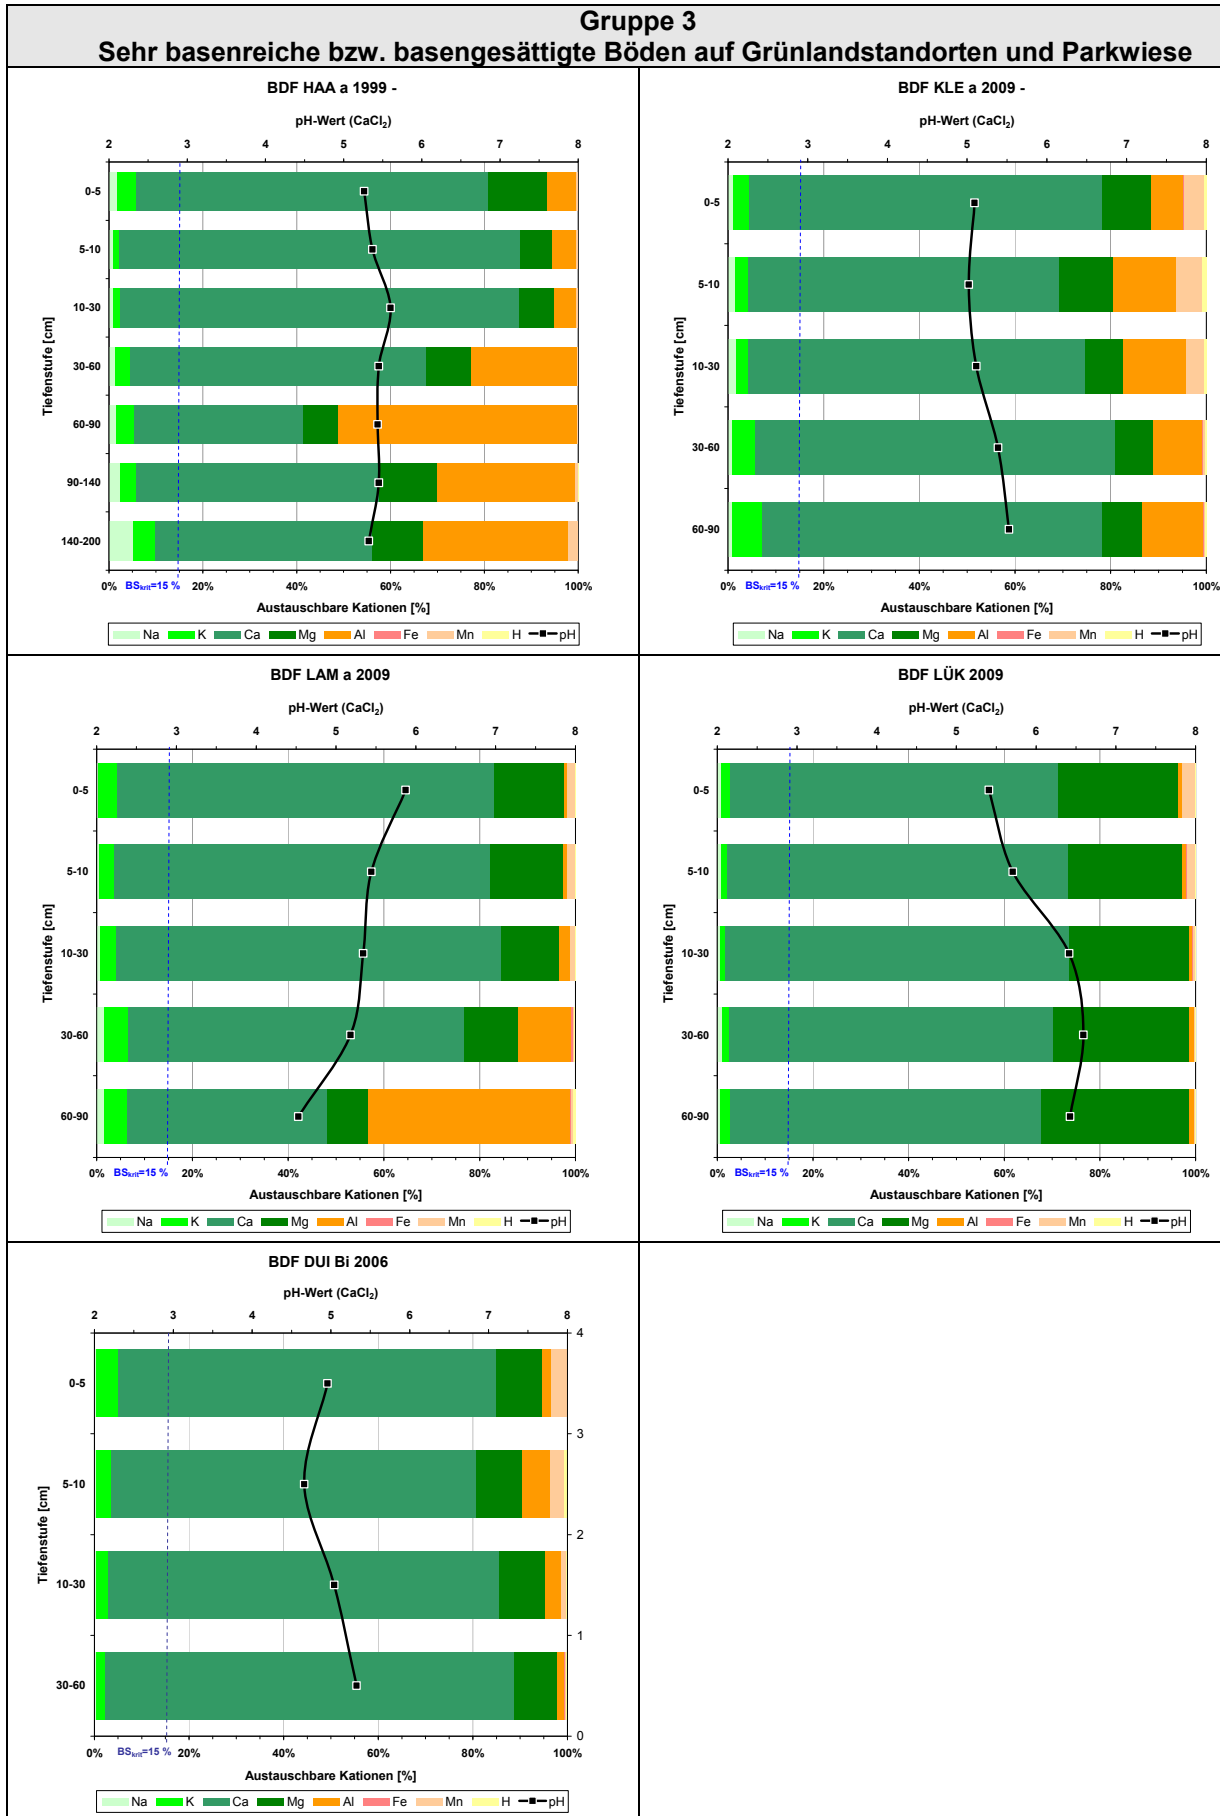 Gruppe 3
Sehr basenreiche bzw. basengesättigte Böden auf Grünlandstandorten und Parkwiese
BDF HAA a 1999 -
pH-Wert (CaCl₂)
2 3 4 5 6 7 8
Tiefenstufe [cm]
0-5
5-10
10-30
30-60
60-90
90-140
140-200
0% BSkrit=15 % 20% 40% 60% 80% 100%
Austauschbare Kationen [%]
Na K Ca Mg Al Fe Mn H pH
BDF KLE a 2009 -
pH-Wert (CaCl₂)
2 3 4 5 6 7 8
Tiefenstufe [cm]
0-5
5-10
10-30
30-60
60-90
0% BSkrit=15 % 20% 40% 60% 80% 100%
Austauschbare Kationen [%]
Na K Ca Mg Al Fe Mn H pH
BDF LAM a 2009
pH-Wert (CaCl₂)
2 3 4 5 6 7 8
Tiefenstufe [cm]
0-5
5-10
10-30
30-60
60-90
0% BSkrit=15 % 20% 40% 60% 80% 100%
Austauschbare Kationen [%]
Na K Ca Mg Al Fe Mn H pH
BDF LÜK 2009
pH-Wert (CaCl₂)
2 3 4 5 6 7 8
Tiefenstufe [cm]
0-5
5-10
10-30
30-60
60-90
0% BSkrit=15 % 20% 40% 60% 80% 100%
Austauschbare Kationen [%]
Na K Ca Mg Al Fe Mn H pH
BDF DUI Bi 2006
pH-Wert (CaCl₂)
2 3 4 5 6 7 8
Tiefenstufe [cm]
0-5
5-10
10-30
30-60
4
3
2
1
0
0% BSkrit=15 % 20% 40% 60% 80% 100%
Austauschbare Kationen [%]
Na K Ca Mg Al Fe Mn H pH